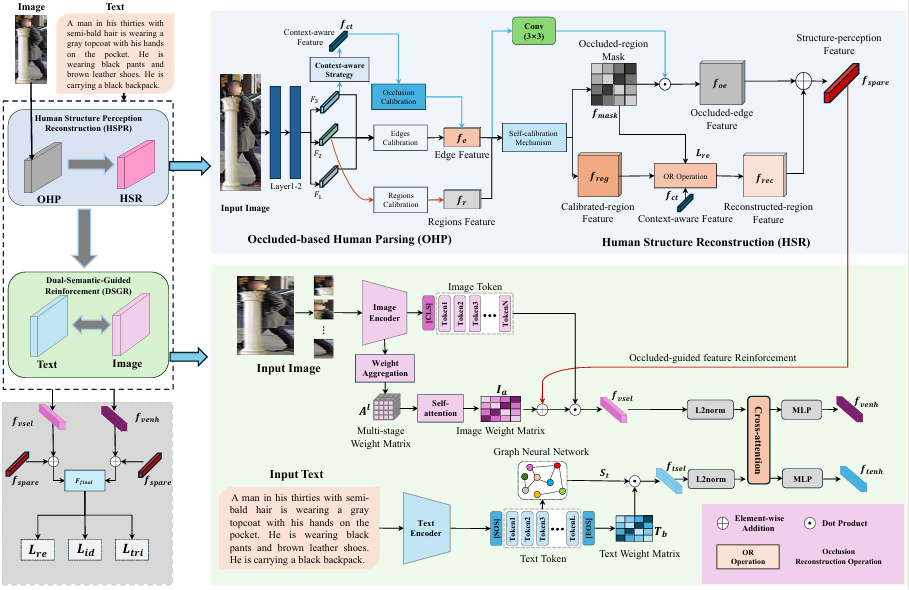 Image
Text
A man in his thirties with
semi-bald hair is wearing a
gray topcoat with his hands
on the pocket. He is
wearing black pants and
brown leather shoes. He is
carrying a black backpack.
Human Structure Perception
Reconstruction (HSPR)
OHP
HSR
Dual-Semantic-Guided
Reinforcement (DSGR)
Text
Image
f_vsel
f_venh
f_spare
f_spare
F_final
L_re
L_id
L_tri
Context-aware
Feature
f_ct
Context-aware
Strategy
F_3
F_2
F_1
Layer1-2
Input Image
Occlusion
Calibration
Edges
Calibration
f_e
Edge Feature
Regions
Calibration
f_r
Regions Feature
Occluded-based Human Parsing (OHP)
Conv
(3×3)
Self-calibration
Mechanism
Occluded-region
Mask
f_mask
f_oe
Occluded-edge
Feature
Structure-perception
Feature
f_spare
f_reg
Calibrated-region
Feature
L_re
OR Operation
f_ct
Context-aware Feature
f_rec
Reconstructed-region
Feature
Human Structure Reconstruction (HSR)
Input Image
Image
Encoder
Image Token
[CLS]
Token1
Token2
Token3
TokenN
Weight
Aggregation
A^l
Multi-stage
Weight Matrix
Self-
attention
I_a
Image Weight Matrix
Occluded-guided feature Reinforcement
f_vsel
L2norm
Cross-attention
MLP
f_venh
Input Text
A man in his thirties with semi-
bald hair is wearing a gray
topcoat with his hands on the
pocket. He is wearing black
pants and brown leather shoes.
He is carrying a black backpack.
Text
Encoder
Graph Neural Network
S_t
[SOS]
Token1
Token2
Token3
TokenL
[EOS]
Text Token
T_b
Text Weight Matrix
f_tsel
L2norm
MLP
f_tenh
Element-wise
Addition
Dot Product
OR
Operation
Occlusion
Reconstruction Operation